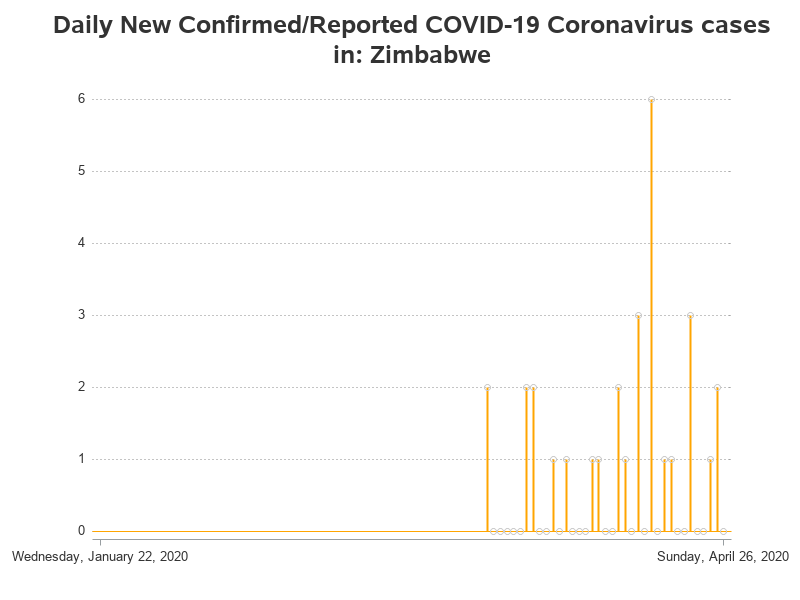 Daily New Confirmed/Reported COVID-19 Coronavirus cases
in: Zimbabwe
6
5
4
3
2
1
0
Wednesday, January 22, 2020
Sunday, April 26, 2020